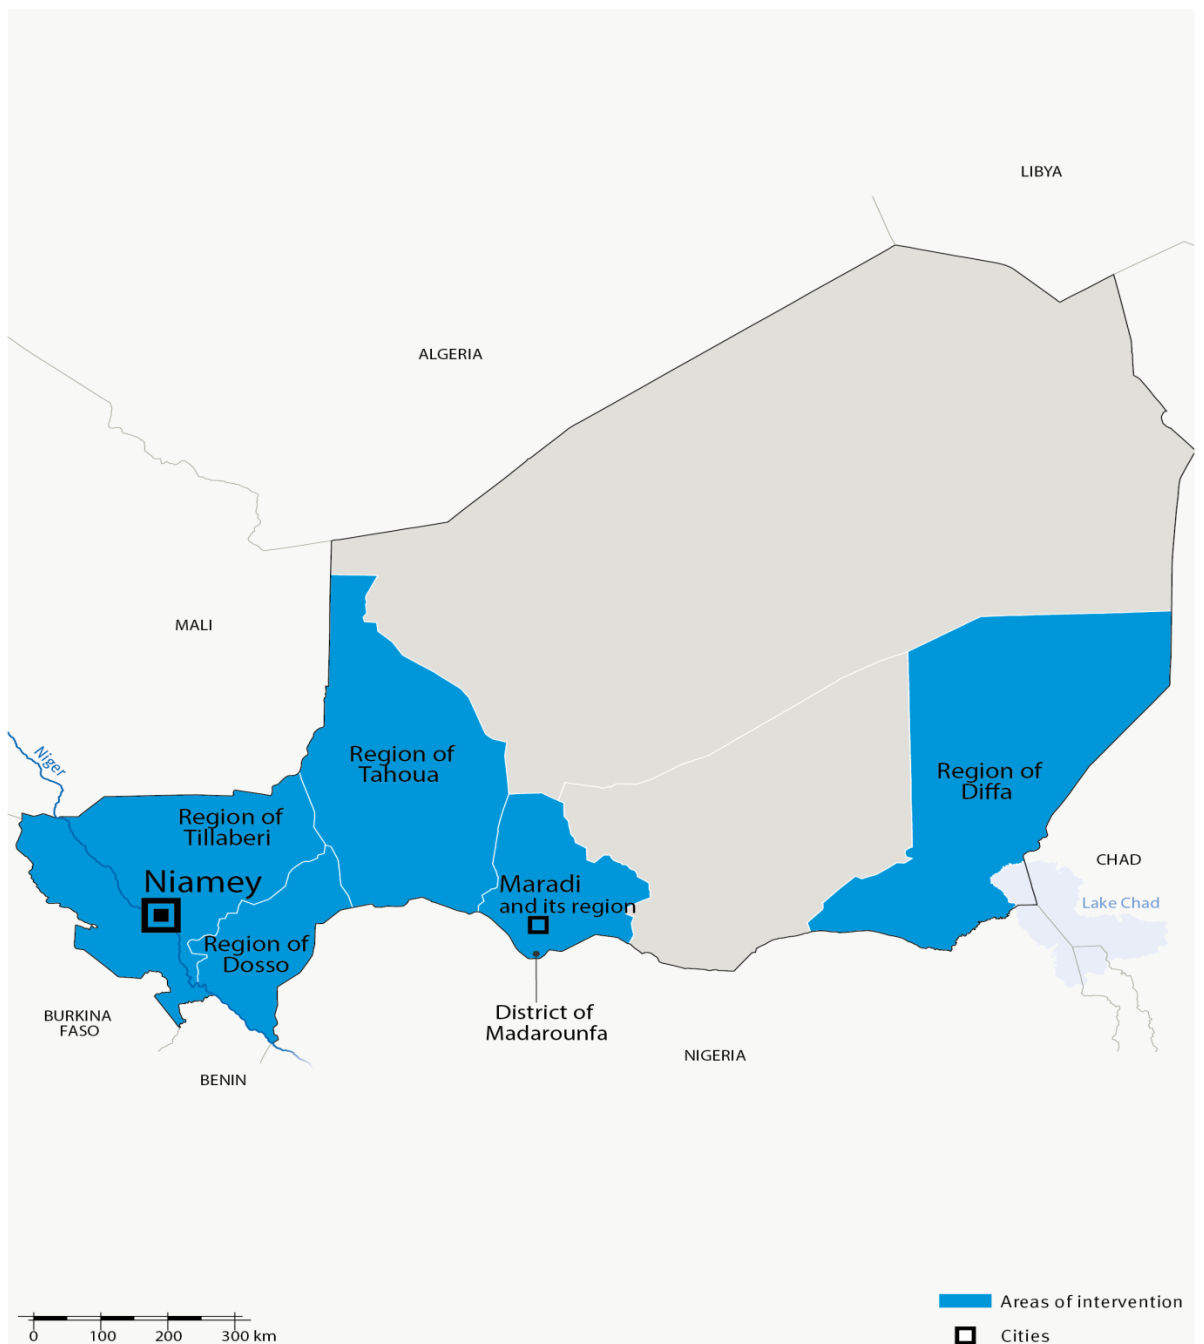 LIBYA
ALGERIA
MALI
Niger
Region of
Tahoua
Region of
Diffa
Region of
Tillaberi
CHAD
Niamey
Maradi
and its region
Lake Chad
Region of
Dosso
District of
Madarounfa
BURKINA
FASO
NIGERIA
BENIN
Areas of intervention
Cities
0 100 200 300 km